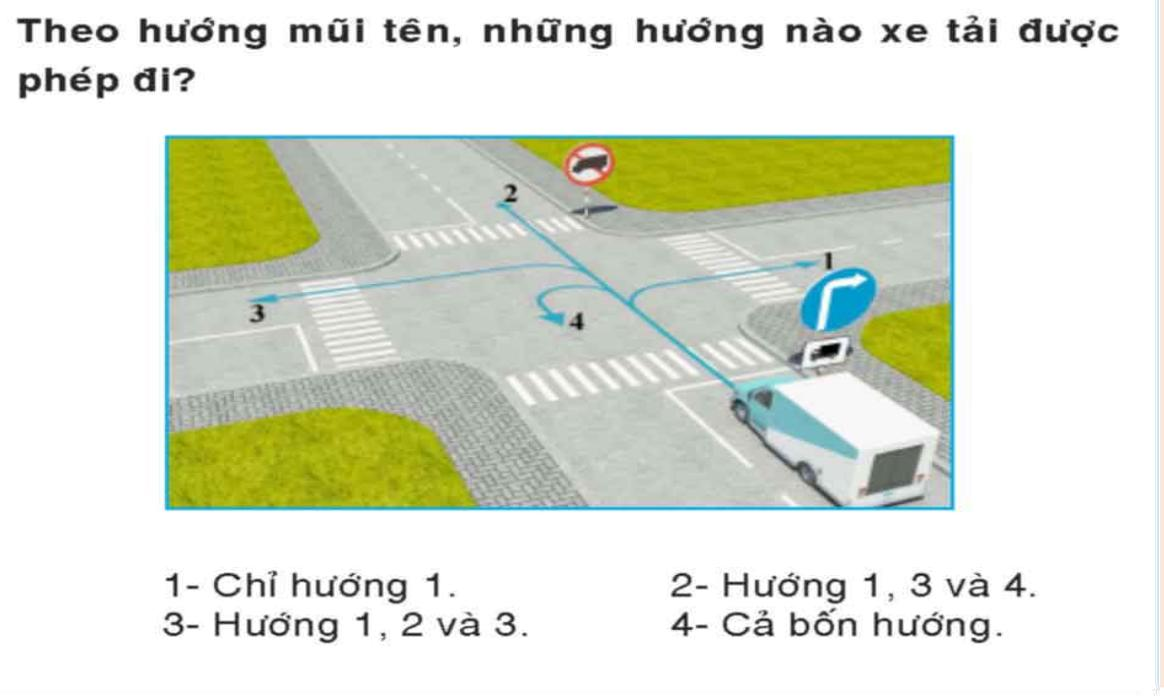 Theo hướng mũi tên, những hướng nào xe tải được
phép đi?
2
1
3
4
1- Chỉ hướng 1.
2- Hướng 1, 3 và 4.
3- Hướng 1, 2 và 3.
4- Cả bốn hướng.